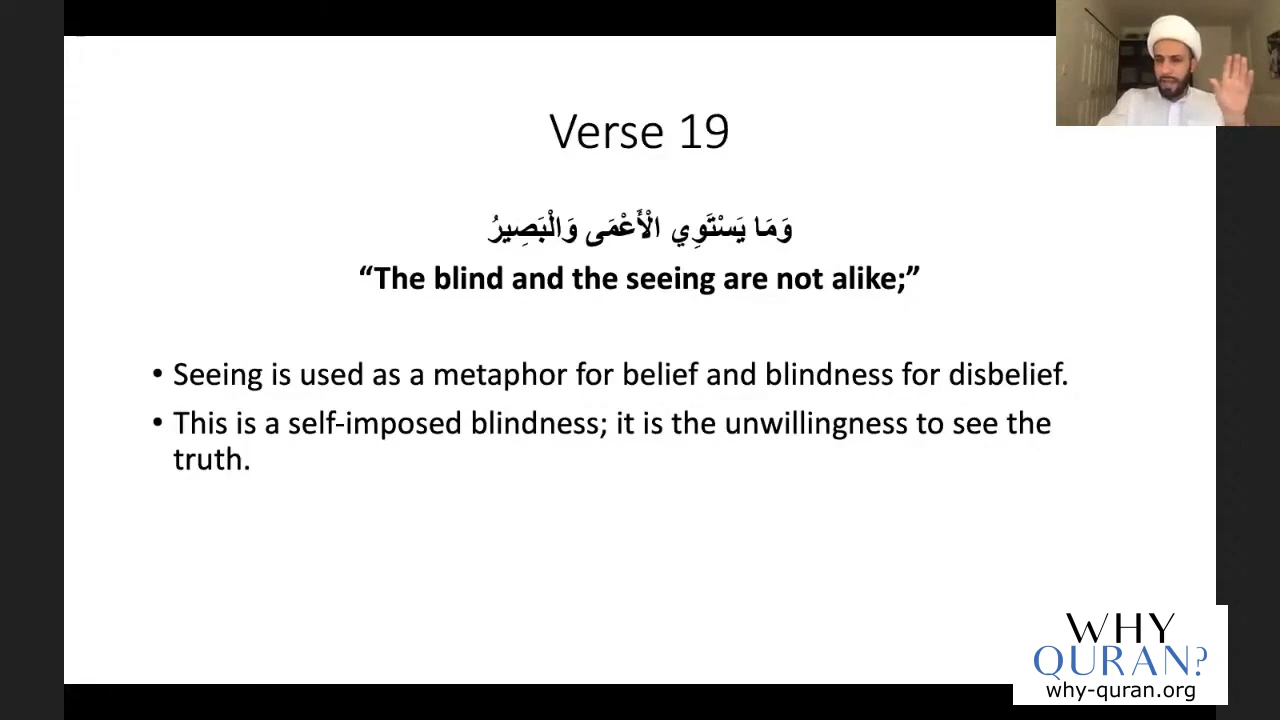 Verse 19
وَمَا يَسْتَوِي الْأَعْمَى وَالْبَصِيرُ
“The blind and the seeing are not alike;”
• Seeing is used as a metaphor for belief and blindness for disbelief.
• This is a self-imposed blindness; it is the unwillingness to see the
truth.
WHY
QURAN?
why-quran.org